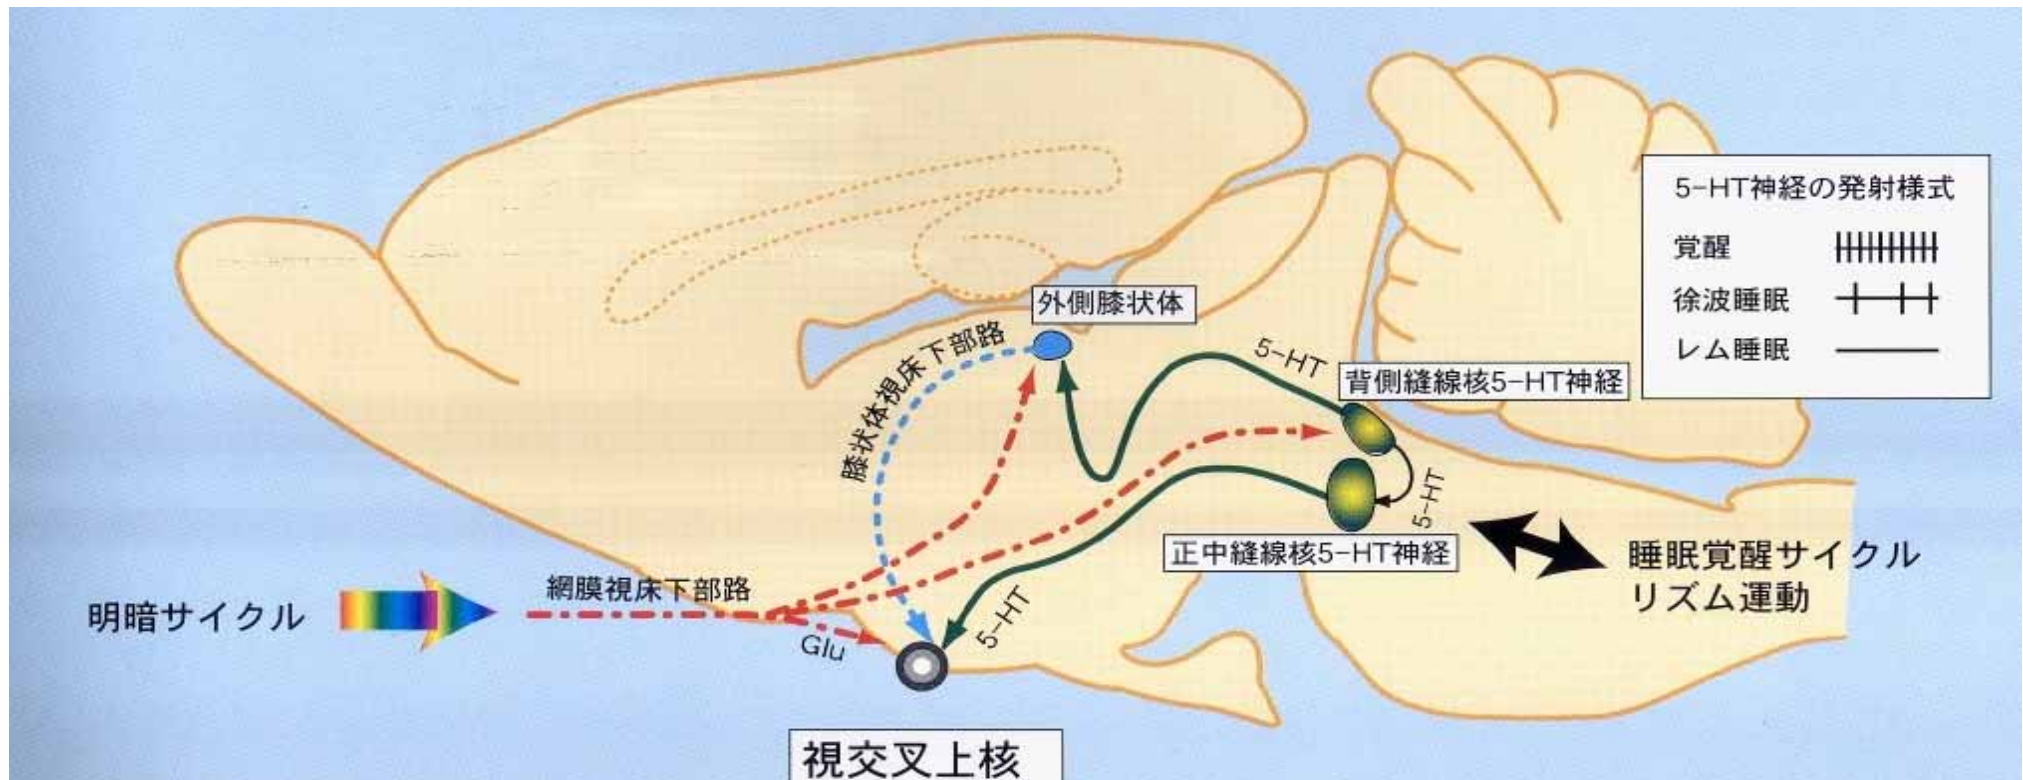 5-HT神経の発射様式
覚醒
徐波睡眠
レム睡眠
外側膝状体
膝状体視床下部路
5-HT
背側縫線核5-HT神経
5-HT
正中縫線核5-HT神経
睡眠覚醒サイクル
リズム運動
明暗サイクル
網膜視床下部路
Glu
5-HT
視交叉上核